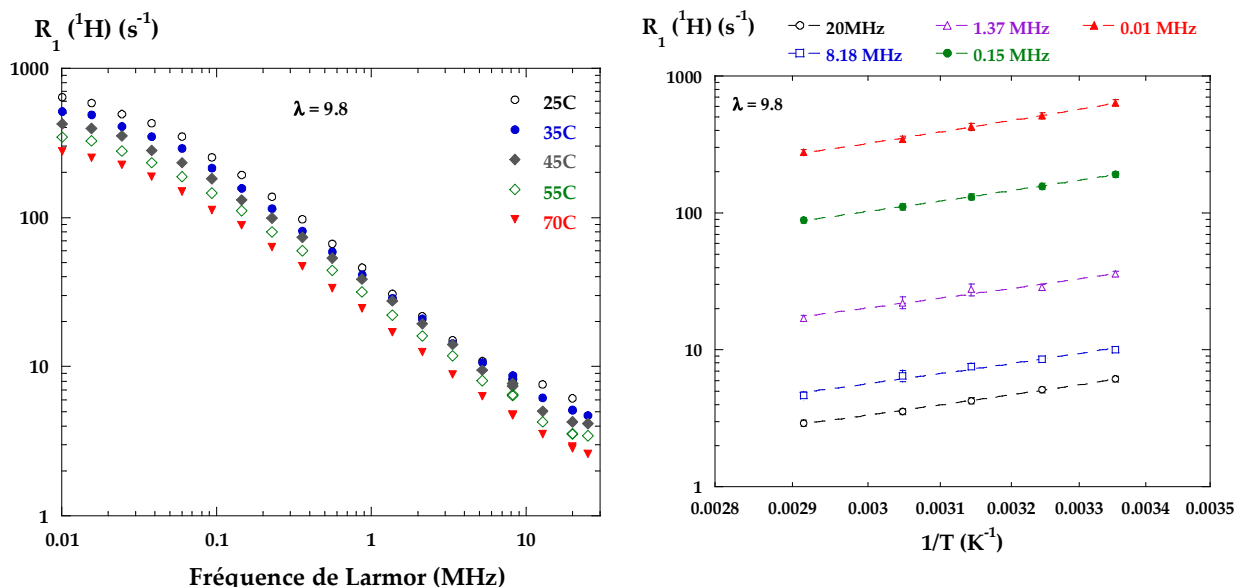 R₁ (¹H) (s⁻¹)
1000
100
10
1
λ = 9.8
25C
35C
45C
55C
70C
0.01 0.1 1 10
Fréquence de Larmor (MHz)
R₁ (¹H) (s⁻¹)
20MHz 1.37 MHz 0.01 MHz
8.18 MHz 0.15 MHz
1000
100
10
1
λ = 9.8
0.0028 0.0029 0.003 0.0031 0.0032 0.0033 0.0034 0.0035
1/T (K⁻¹)